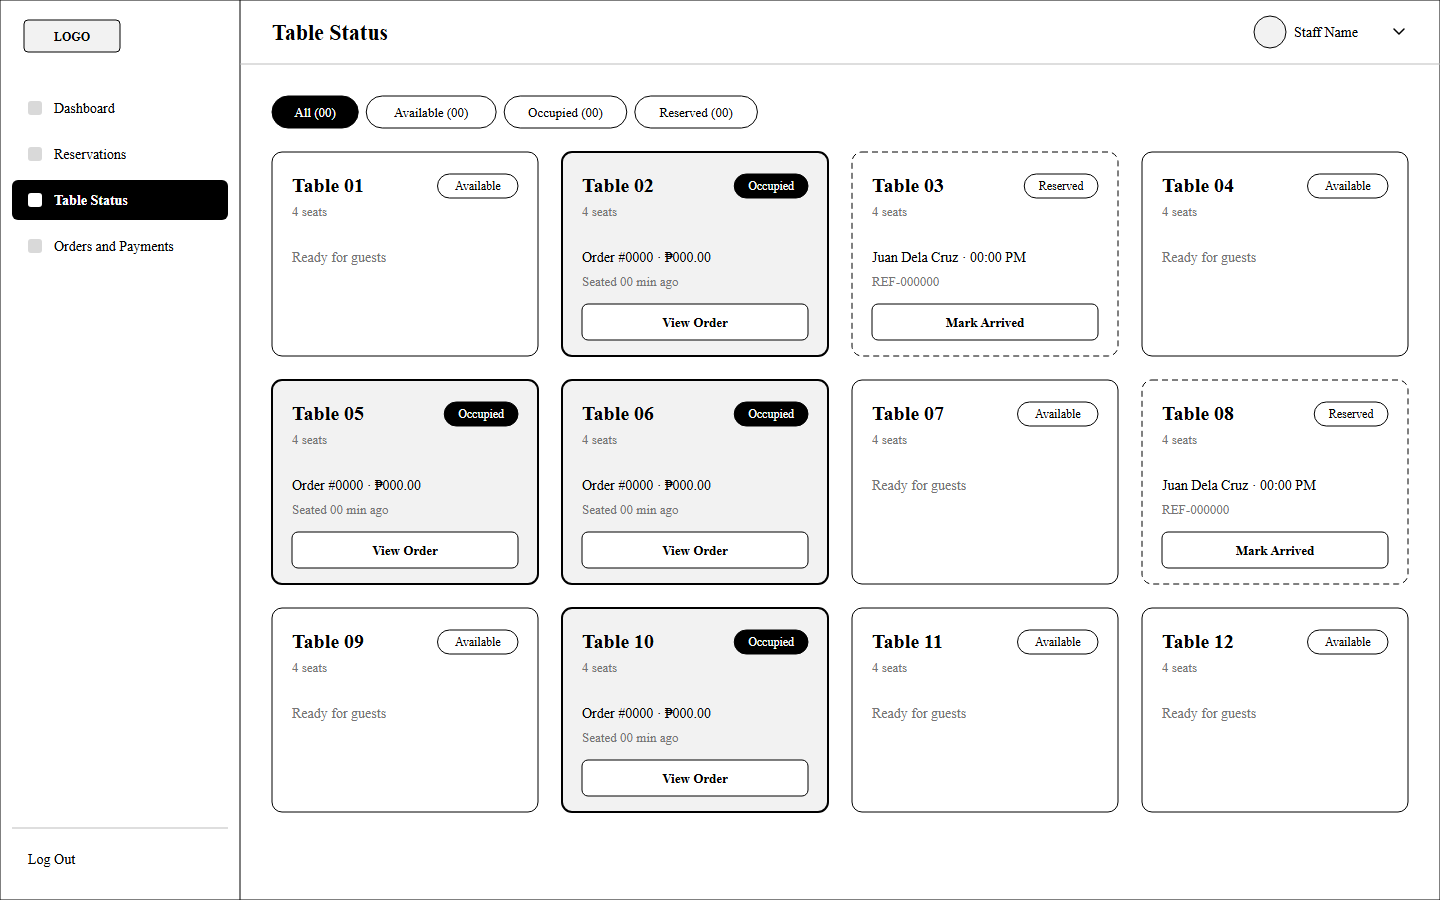 LOGO
Table Status
Staff Name
Dashboard
Reservations
Table Status
Orders and Payments
Log Out
All (00)
Available (00)
Occupied (00)
Reserved (00)
Table 01
Available
4 seats
Ready for guests
Table 02
Occupied
4 seats
Order #0000 · ₱000.00
Seated 00 min ago
View Order
Table 03
Reserved
4 seats
Juan Dela Cruz · 00:00 PM
REF-000000
Mark Arrived
Table 04
Available
4 seats
Ready for guests
Table 05
Occupied
4 seats
Order #0000 · ₱000.00
Seated 00 min ago
View Order
Table 06
Occupied
4 seats
Order #0000 · ₱000.00
Seated 00 min ago
View Order
Table 07
Available
4 seats
Ready for guests
Table 08
Reserved
4 seats
Juan Dela Cruz · 00:00 PM
REF-000000
Mark Arrived
Table 09
Available
4 seats
Ready for guests
Table 10
Occupied
4 seats
Order #0000 · ₱000.00
Seated 00 min ago
View Order
Table 11
Available
4 seats
Ready for guests
Table 12
Available
4 seats
Ready for guests